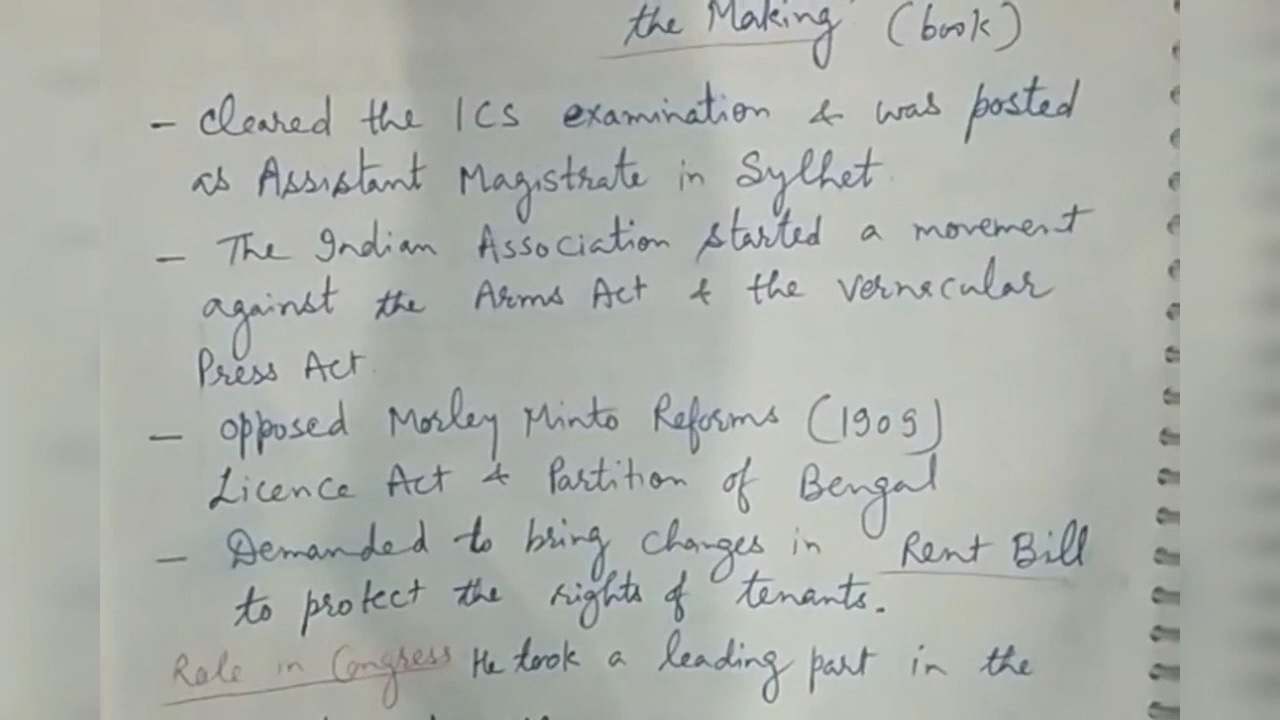 the Making (book)
- cleared the ICS examination & was posted
as Assistant Magistrate in Sylhet
- The Indian Association started a movement
against the Arms Act & the vernacular
Press Act.
- opposed Morley Minto Reforms (1909)
Licence Act & Partition of Bengal
- Demanded to bring changes in Rent Bill
to protect the rights of tenants.
Role in Congress He took a leading part in the